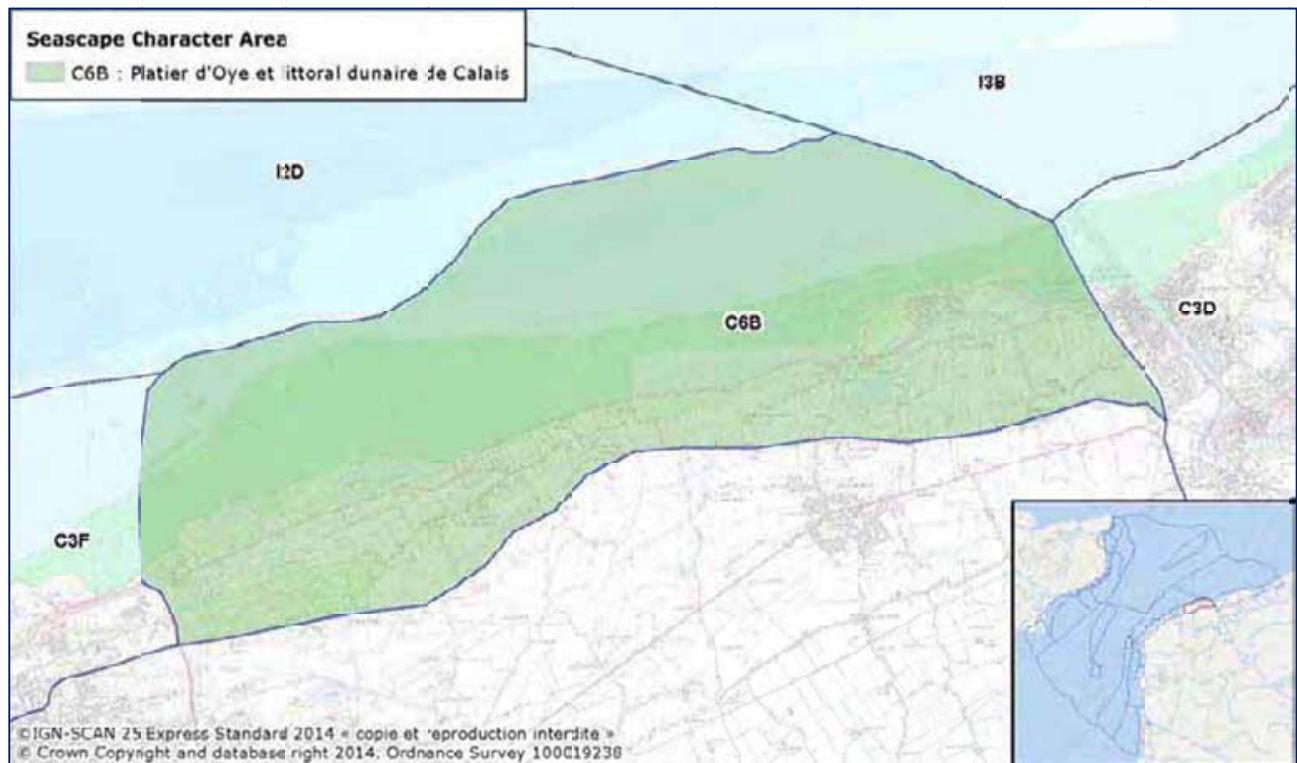 Seascape Character Area
C6B : Platier d'Oye et littoral dunaire de Calais
I3B
I2D
C6B
C3D
C3F
©IGN-SCAN 25 Express Standard 2014 « copie et reproduction interdite »
© Crown Copyright and database right 2014. Ordnance Survey 100019238